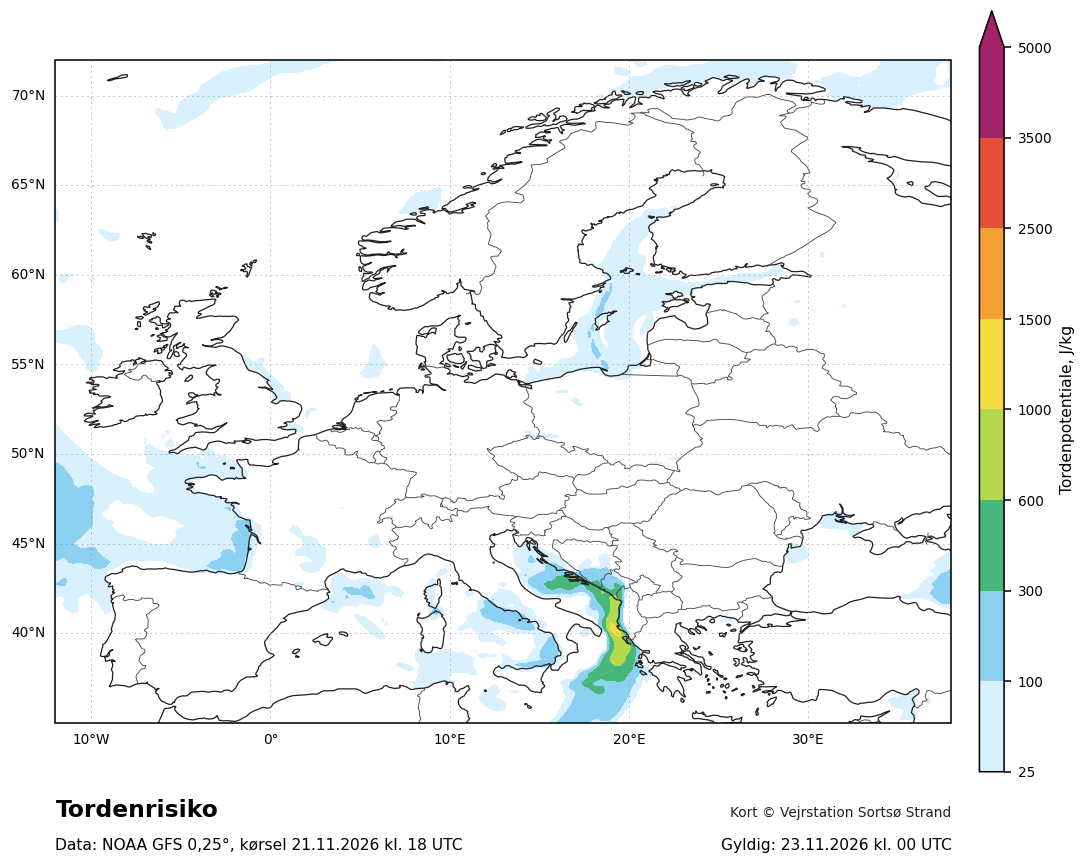 70°N
65°N
60°N
55°N
50°N
45°N
40°N
10°W
0°
10°E
20°E
30°E
5000
3500
2500
1500
1000
600
300
100
25
Tordenpotentiale, J/kg
Tordenrisiko
Kort © Vejrstation Sortsø Strand
Data: NOAA GFS 0,25°, kørsel 21.11.2026 kl. 18 UTC
Gyldig: 23.11.2026 kl. 00 UTC